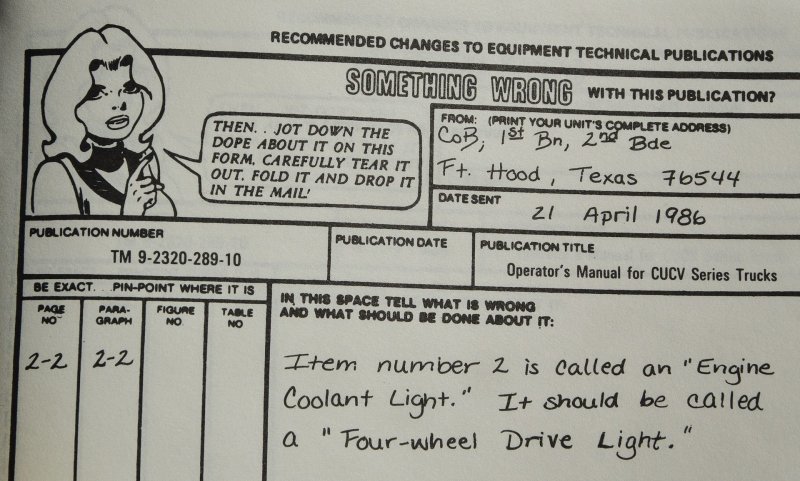 RECOMMENDED CHANGES TO EQUIPMENT TECHNICAL PUBLICATIONS
SOMETHING WRONG WITH THIS PUBLICATION?
THEN. . JOT DOWN THE
DOPE ABOUT IT ON THIS
FORM, CAREFULLY TEAR IT
OUT, FOLD IT AND DROP IT
IN THE MAIL!
FROM: (PRINT YOUR UNIT'S COMPLETE ADDRESS)
CoB, 1st Bn, 2nd Bde
Ft. Hood, Texas 76544
DATE SENT
21 April 1986
PUBLICATION NUMBER
TM 9-2320-289-10
PUBLICATION DATE
PUBLICATION TITLE
Operator's Manual for CUCV Series Trucks
BE EXACT. . PIN-POINT WHERE IT IS
PAGE
NO
PARA-
GRAPH
FIGURE
NO
TABLE
NO
2-2
2-2
IN THIS SPACE TELL WHAT IS WRONG
AND WHAT SHOULD BE DONE ABOUT IT:
Item number 2 is called an "Engine
Coolant Light." It should be called
a "Four-wheel Drive Light."